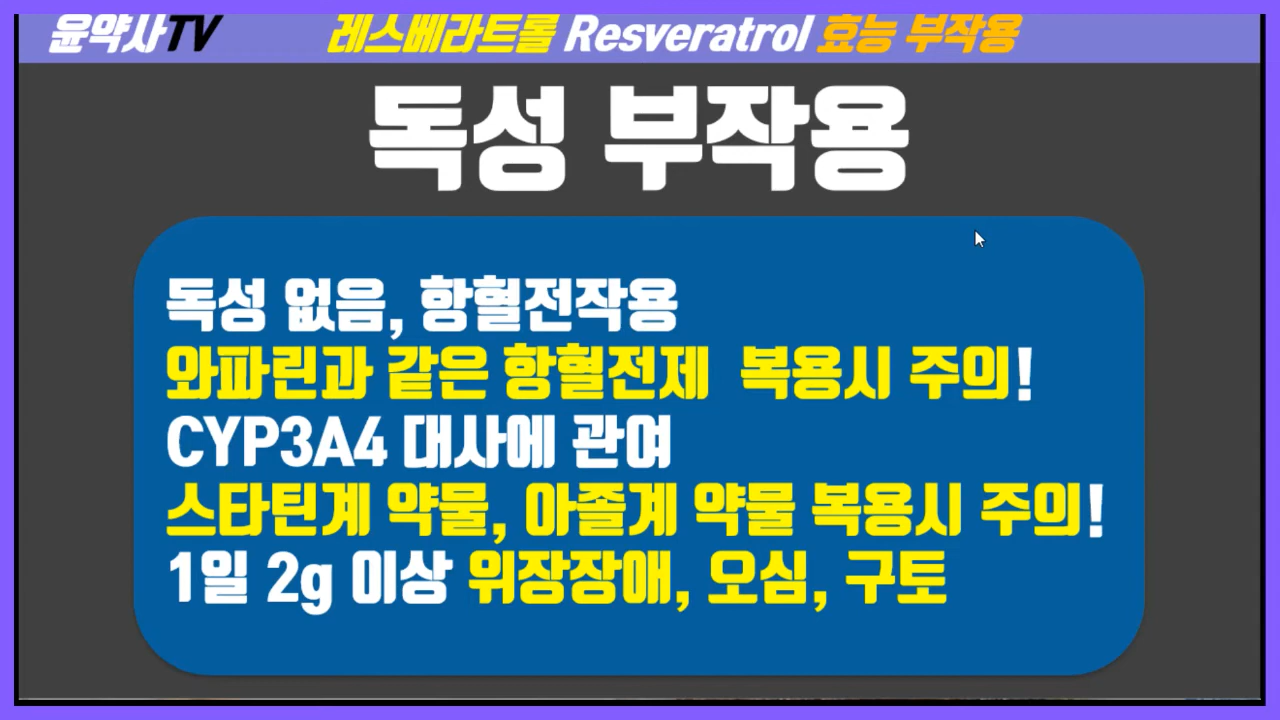 윤약사TV 레스베라트롤 Resveratrol 효능 부작용
독성 부작용
독성 없음, 항혈전작용
와파린과 같은 항혈전제 복용시 주의!
CYP3A4 대사에 관여
스타틴계 약물, 아졸계 약물 복용시 주의!
1일 2g 이상 위장장애, 오심, 구토